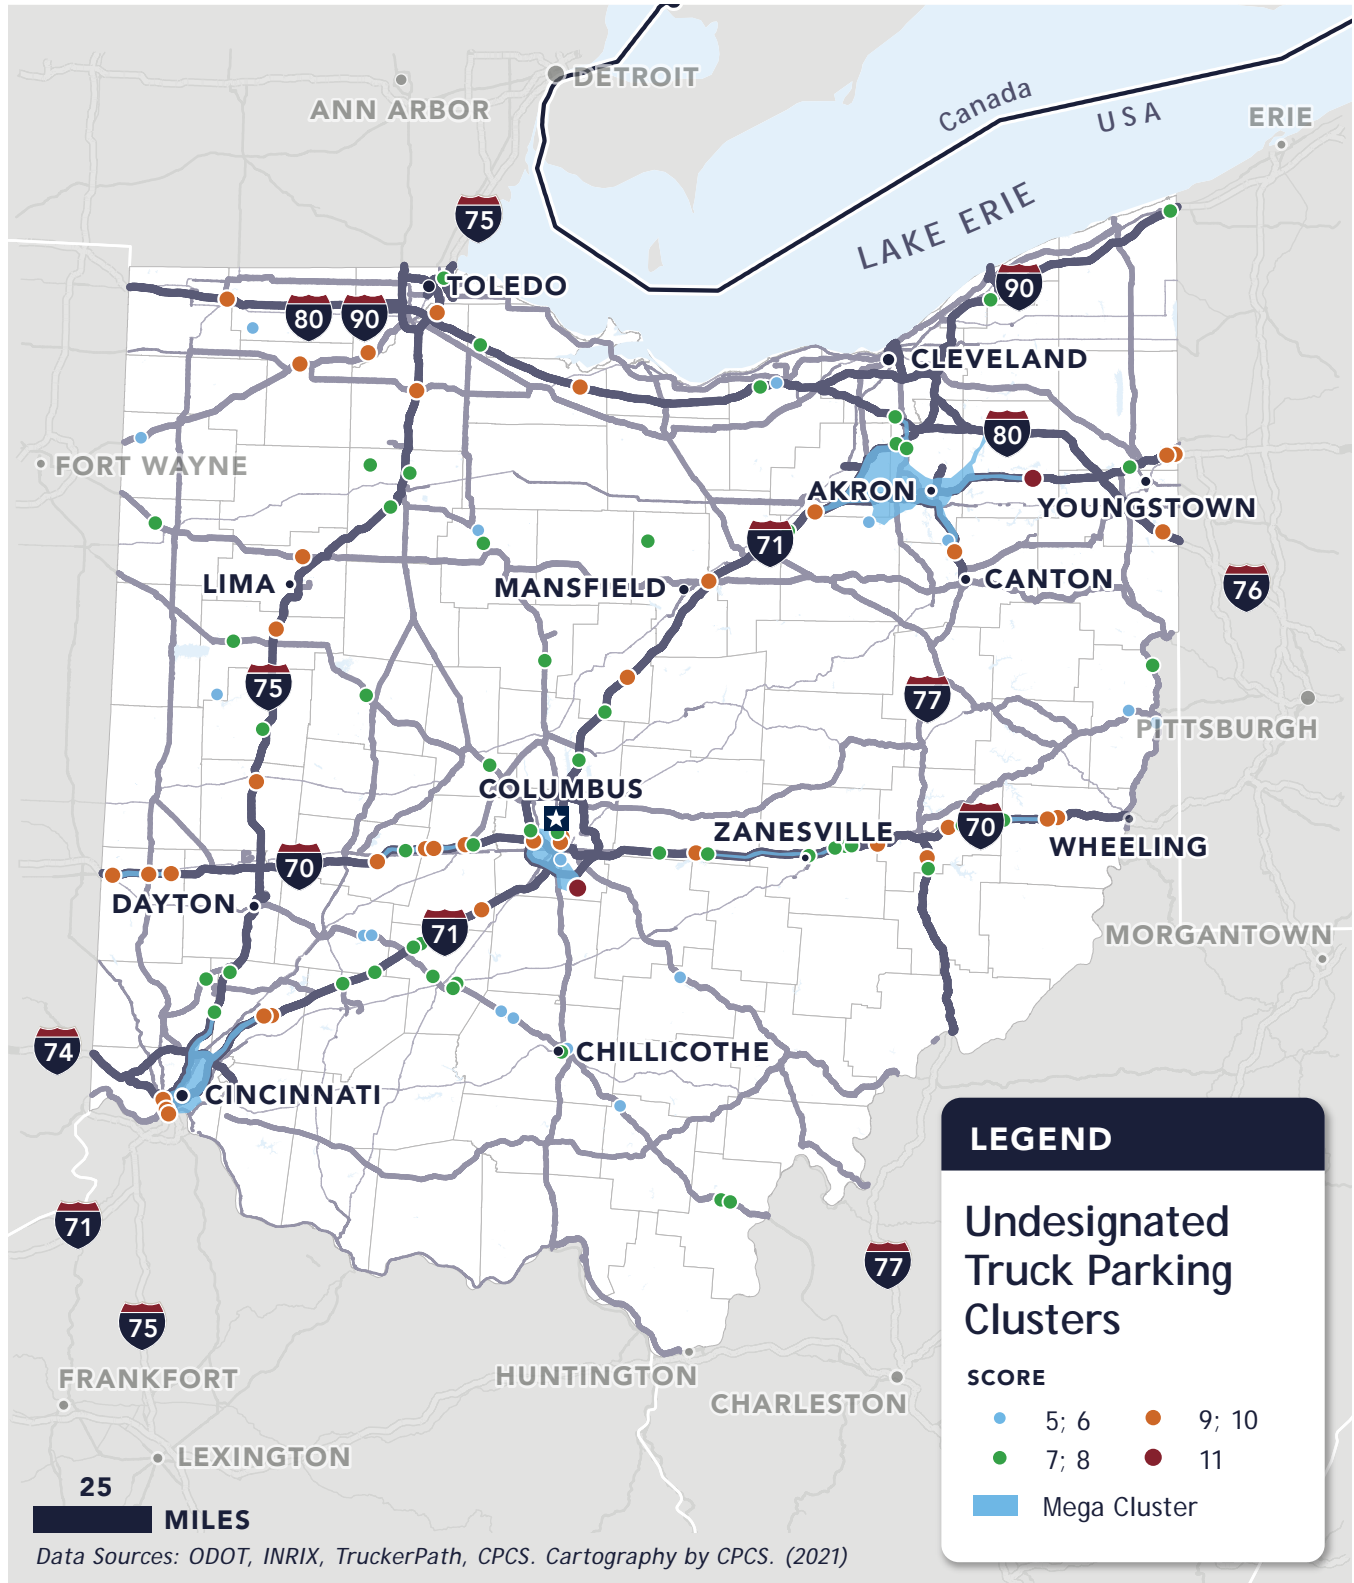 DETROIT
ANN ARBOR
Canada
USA
ERIE
LAKE ERIE
75
TOLEDO
80
90
90
CLEVELAND
80
FORT WAYNE
AKRON
YOUNGSTOWN
71
LIMA
MANSFIELD
CANTON
76
75
77
PITTSBURGH
COLUMBUS
ZANESVILLE
70
WHEELING
70
DAYTON
71
MORGANTOWN
74
CHILLICOTHE
CINCINNATI
71
77
75
FRANKFORT
HUNTINGTON
CHARLESTON
LEXINGTON
LEGEND
Undesignated
Truck Parking
Clusters
SCORE
5; 6
9; 10
7; 8
11
Mega Cluster
25
MILES
Data Sources: ODOT, INRIX, TruckerPath, CPCS. Cartography by CPCS. (2021)